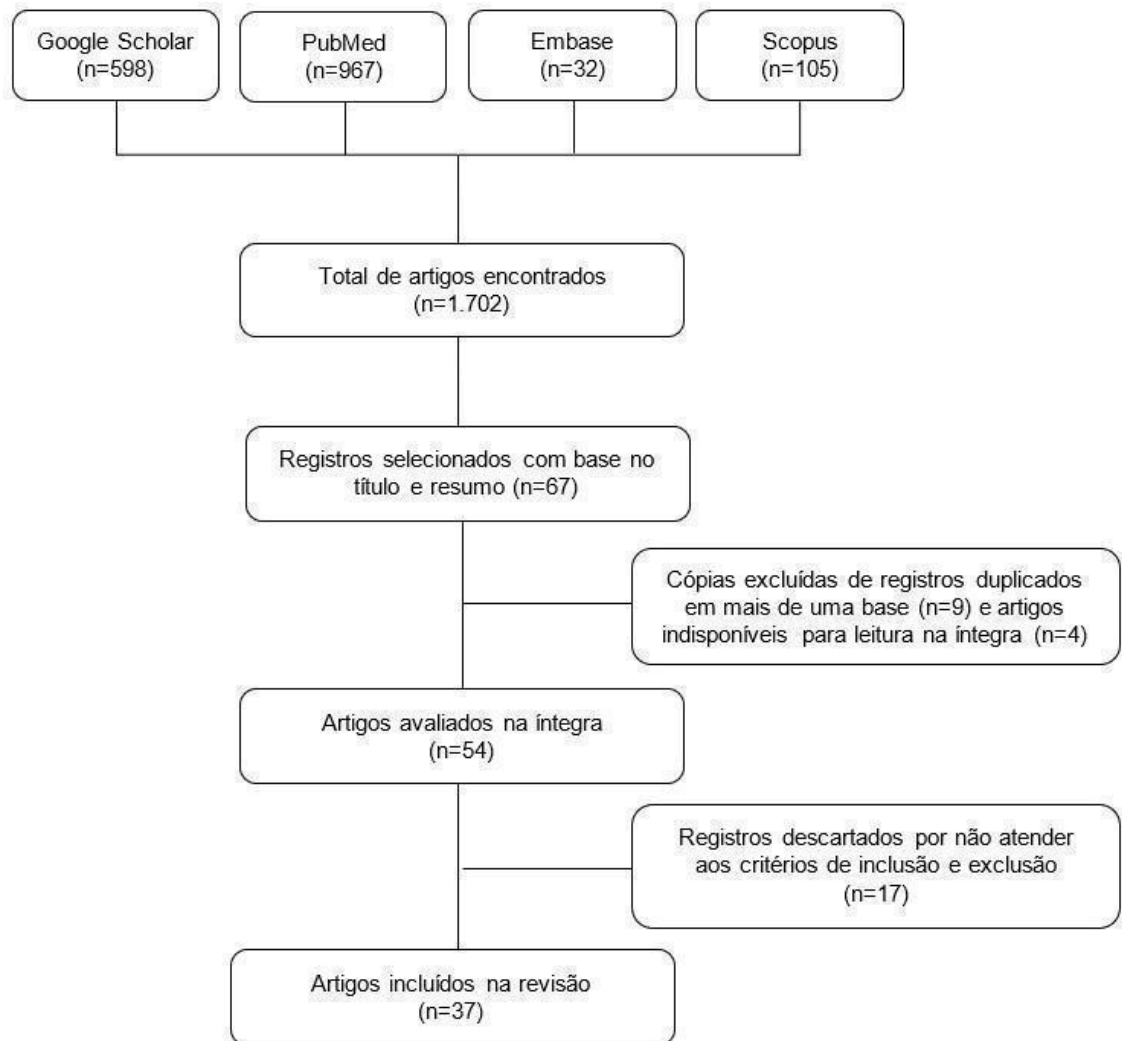 Google Scholar
(n=598)
PubMed
(n=967)
Embase
(n=32)
Scopus
(n=105)
Total de artigos encontrados
(n=1.702)
Registros selecionados com base no
título e resumo (n=67)
Cópias excluídas de registros duplicados
em mais de uma base (n=9) e artigos
indisponíveis para leitura na íntegra (n=4)
Artigos avaliados na íntegra
(n=54)
Registros descartados por não atender
aos critérios de inclusão e exclusão
(n=17)
Artigos incluídos na revisão
(n=37)